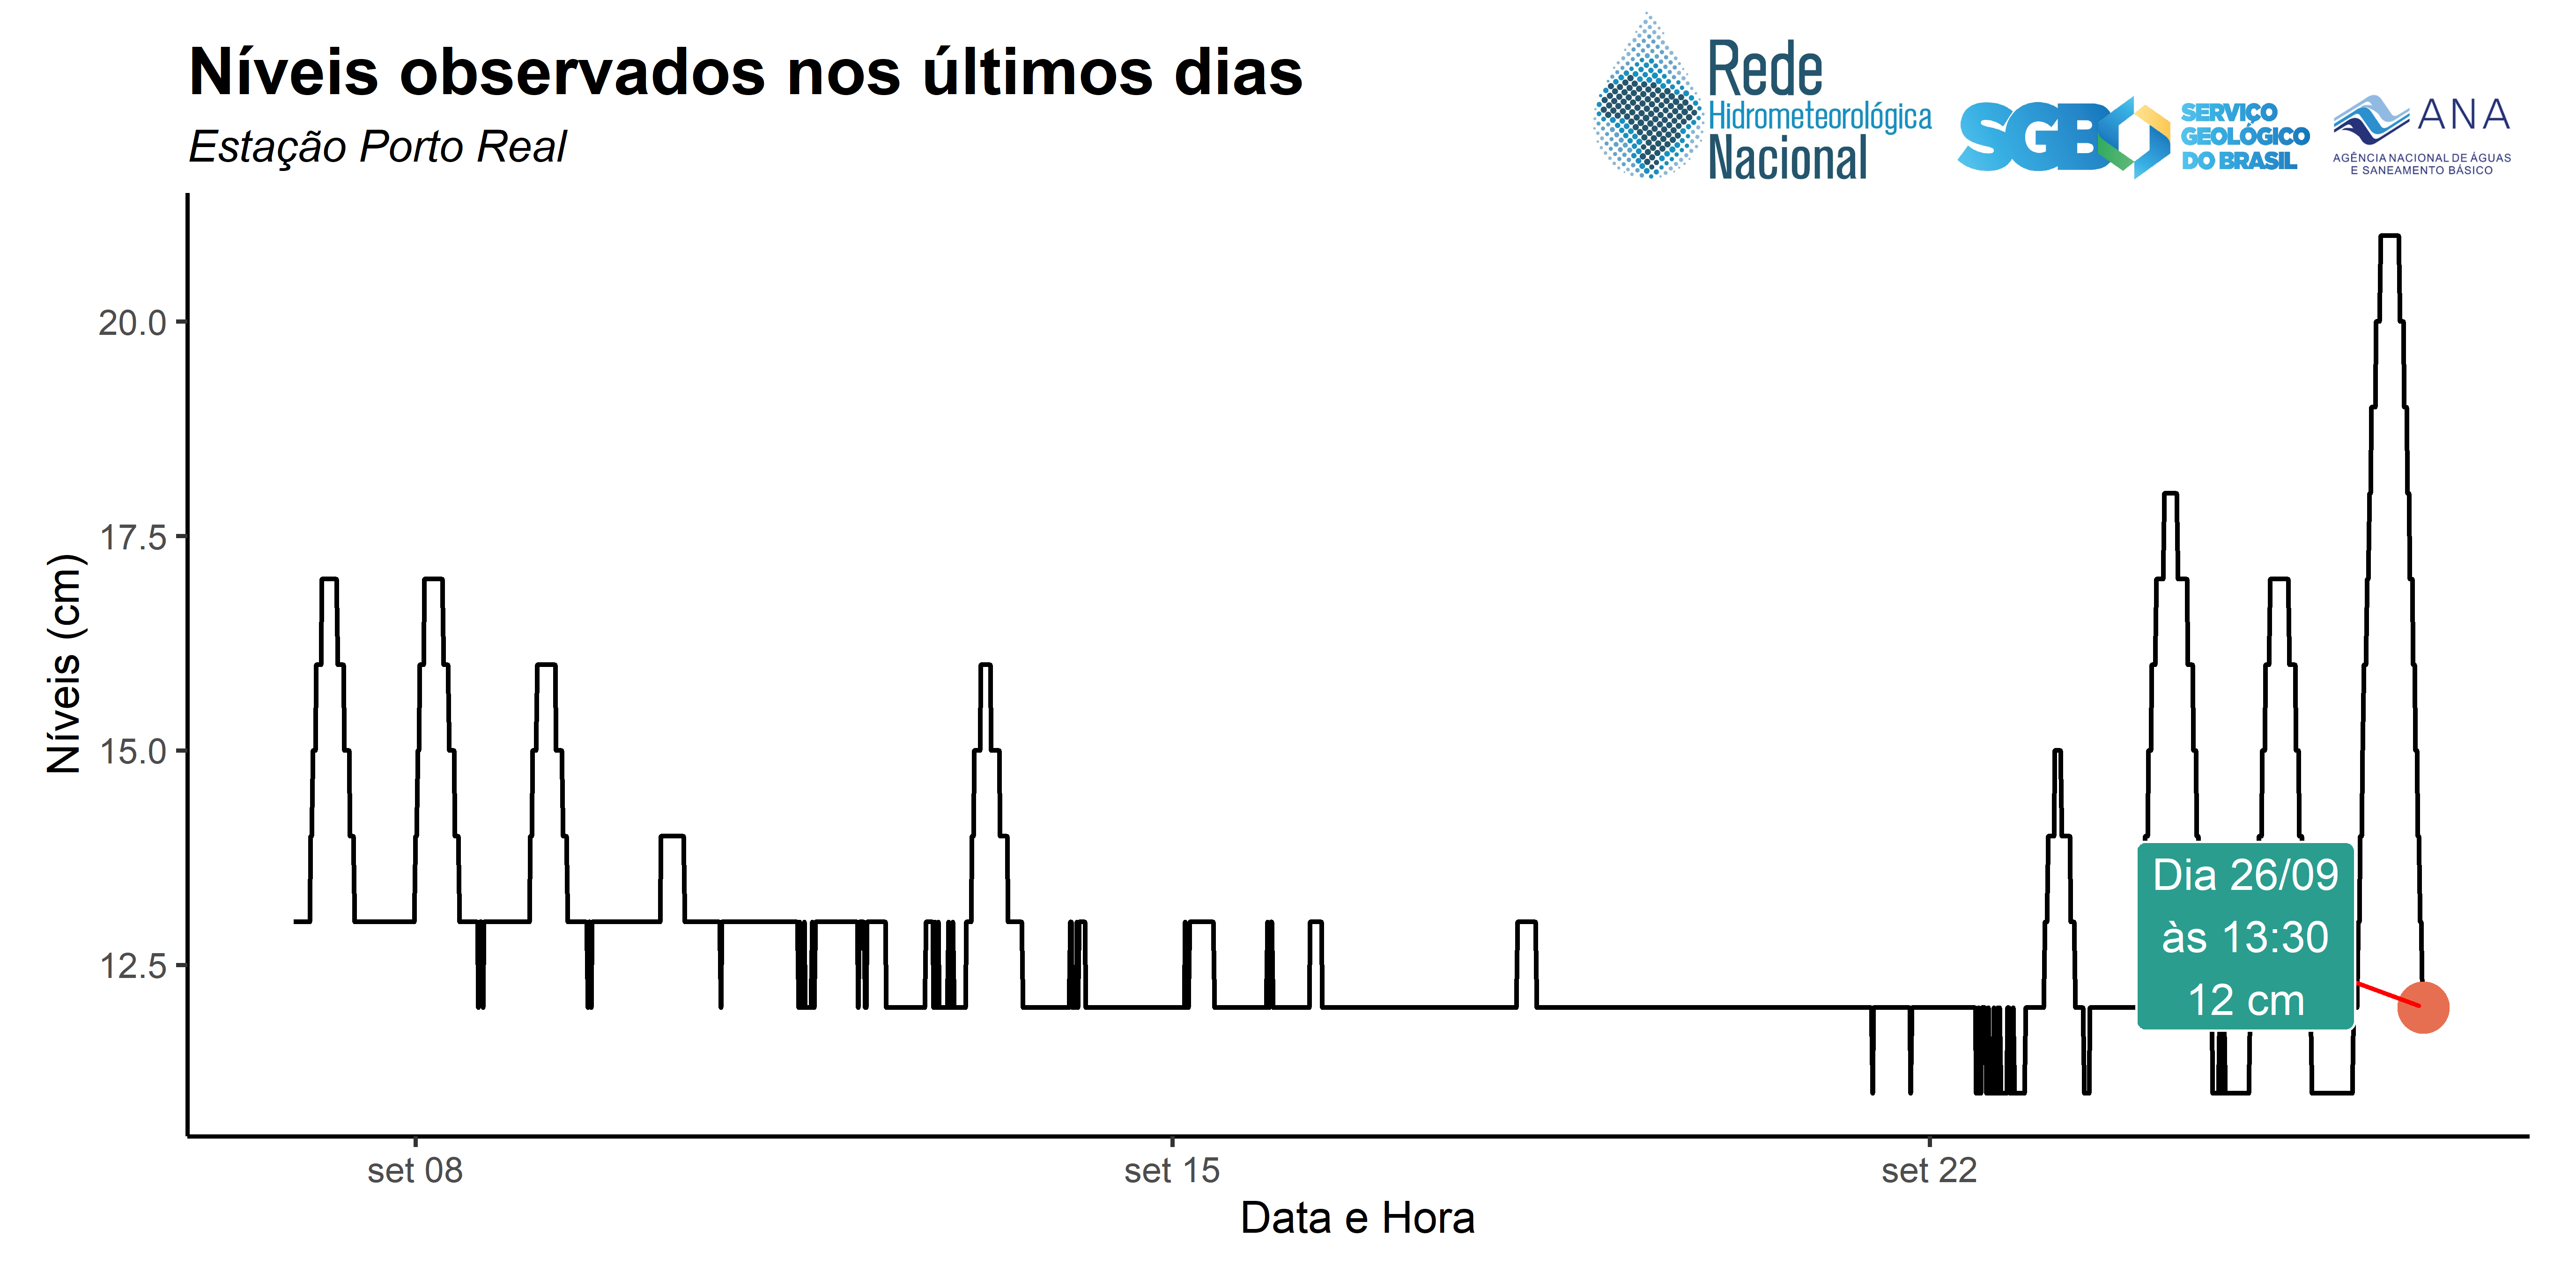 Níveis observados nos últimos dias
Estação Porto Real
Rede
Hidrometeorológica
Nacional
SGB
SERVIÇO
GEOLÓGICO
DO BRASIL
ANA
AGÊNCIA NACIONAL DE ÁGUAS
E SANEAMENTO BÁSICO
Níveis (cm)
20.0
17.5
15.0
12.5
Dia 26/09
às 13:30
12 cm
set 08
set 15
set 22
Data e Hora